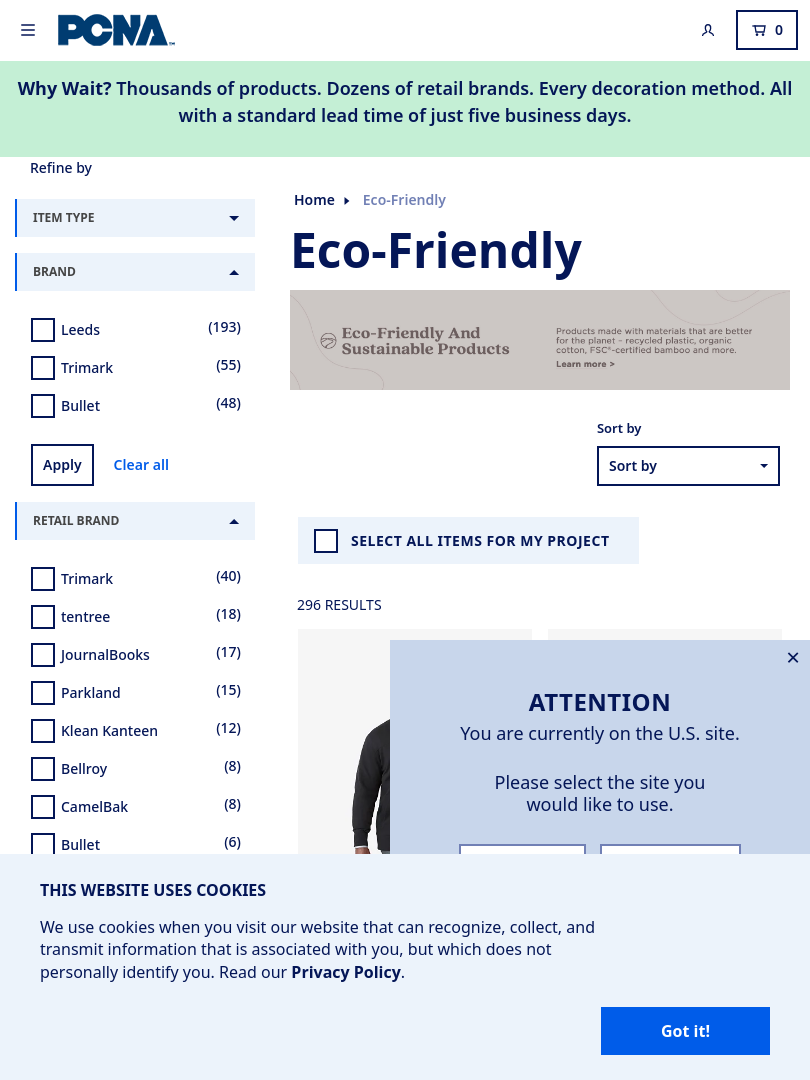 PCNA
0
Why Wait? Thousands of products. Dozens of retail brands. Every decoration method. All
with a standard lead time of just five business days.
Refine by
ITEM TYPE
BRAND
Leeds (193)
Trimark (55)
Bullet (48)
Apply Clear all
RETAIL BRAND
Trimark (40)
tentree (18)
JournalBooks (17)
Parkland (15)
Klean Kanteen (12)
Bellroy (8)
CamelBak (8)
Bullet (6)
Home Eco-Friendly
Eco-Friendly
Eco-Friendly And
Sustainable Products
Products made with materials that are better
for the planet – recycled plastic, organic
cotton, FSC®-certified bamboo and more.
Learn more >
Sort by
Sort by
SELECT ALL ITEMS FOR MY PROJECT
296 RESULTS
ATTENTION
You are currently on the U.S. site.
Please select the site you
would like to use.
THIS WEBSITE USES COOKIES
We use cookies when you visit our website that can recognize, collect, and
transmit information that is associated with you, but which does not
personally identify you. Read our Privacy Policy.
Got it!